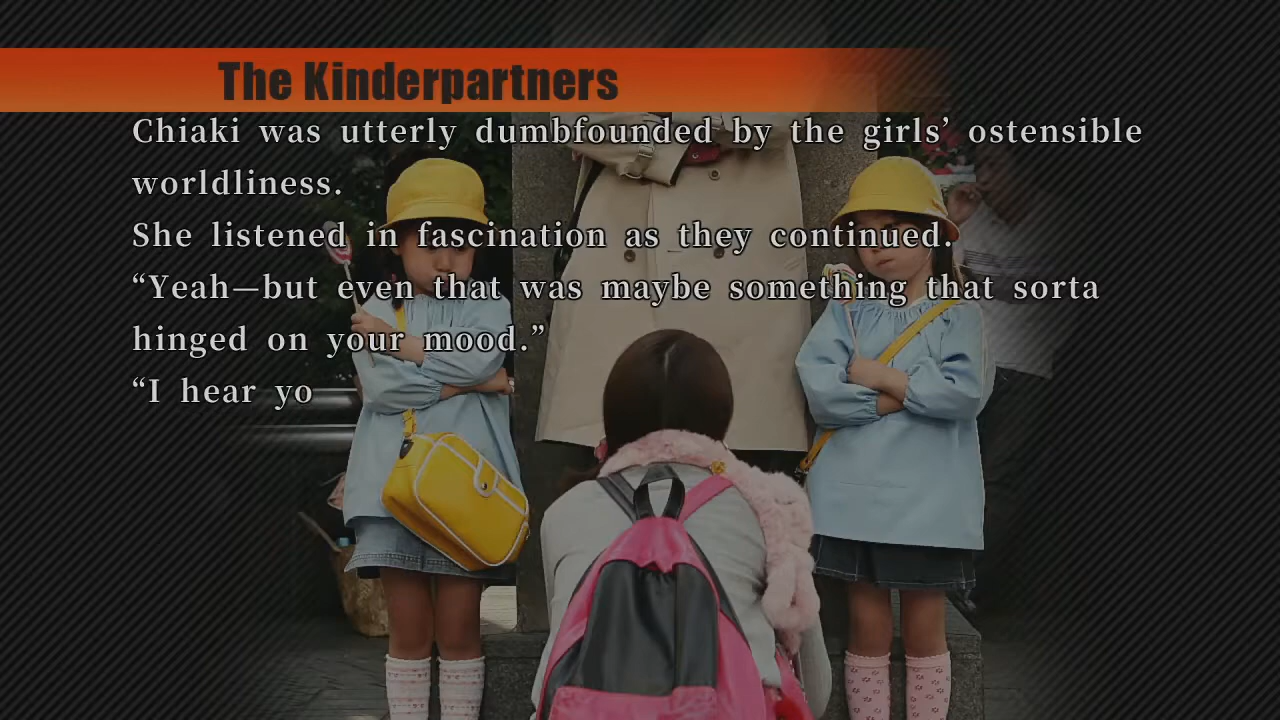 The Kinderpartners
Chiaki was utterly dumbfounded by the girls’ ostensible
worldliness.
She listened in fascination as they continued.
“Yeah—but even that was maybe something that sorta
hinged on your mood.”
“I hear yo